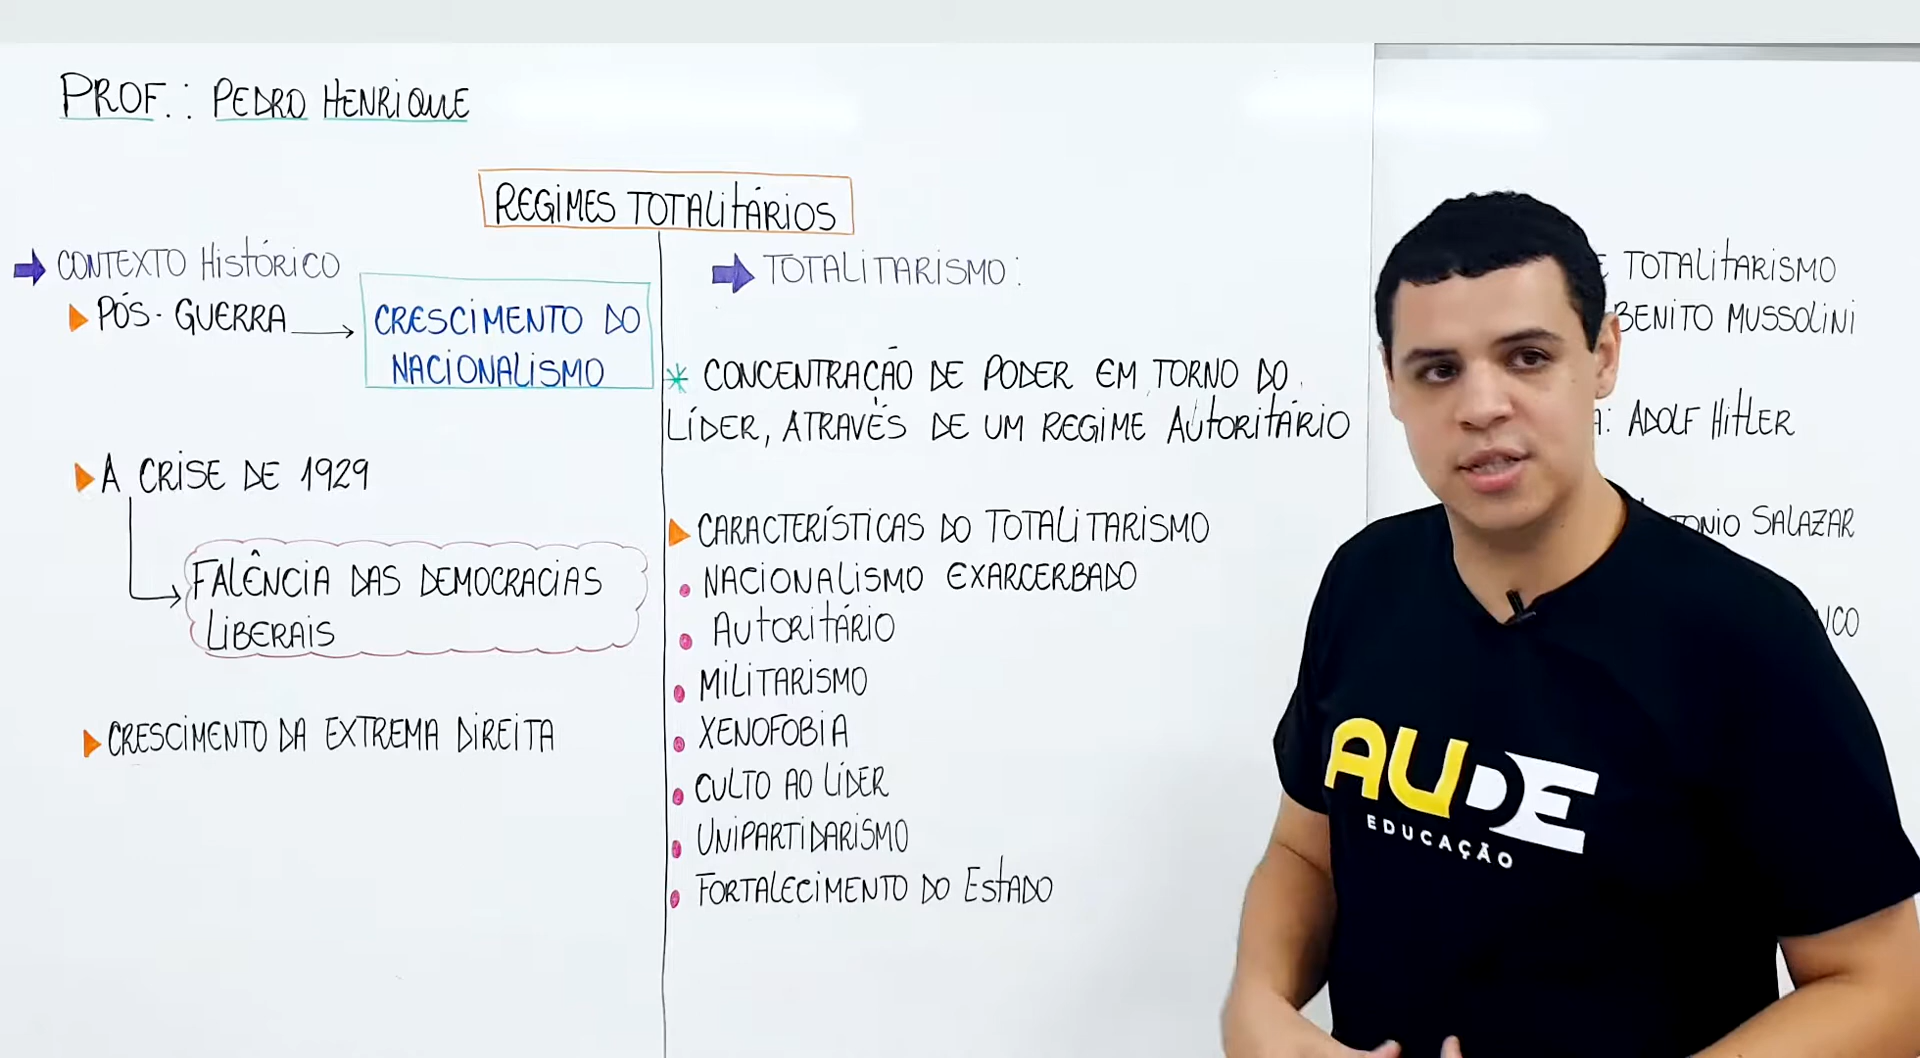 PROF.: PEDRO HENRIQUE
REGIMES TOTALITÁRIOS
CONTEXTO HISTÓRICO
PÓS-GUERRA
CRESCIMENTO DO
NACIONALISMO
A CRISE DE 1929
FALÊNCIA DAS DEMOCRACIAS
LIBERAIS
CRESCIMENTO DA EXTREMA DIREITA
TOTALITARISMO:
* CONCENTRAÇÃO DE PODER EM TORNO DO
LÍDER, ATRAVÉS DE UM REGIME AUTORITÁRIO
CARACTERÍSTICAS DO TOTALITARISMO
• NACIONALISMO EXARCERBADO
• AUTORITÁRIO
• MILITARISMO
• XENOFOBIA
• CULTO AO LÍDER
• UNIPARTIDARISMO
• FORTALECIMENTO DO ESTADO
TOTALITARISMO
BENITO MUSSOLINI
: ADOLF HITLER
SALAZAR
AUDE
EDUCAÇÃO